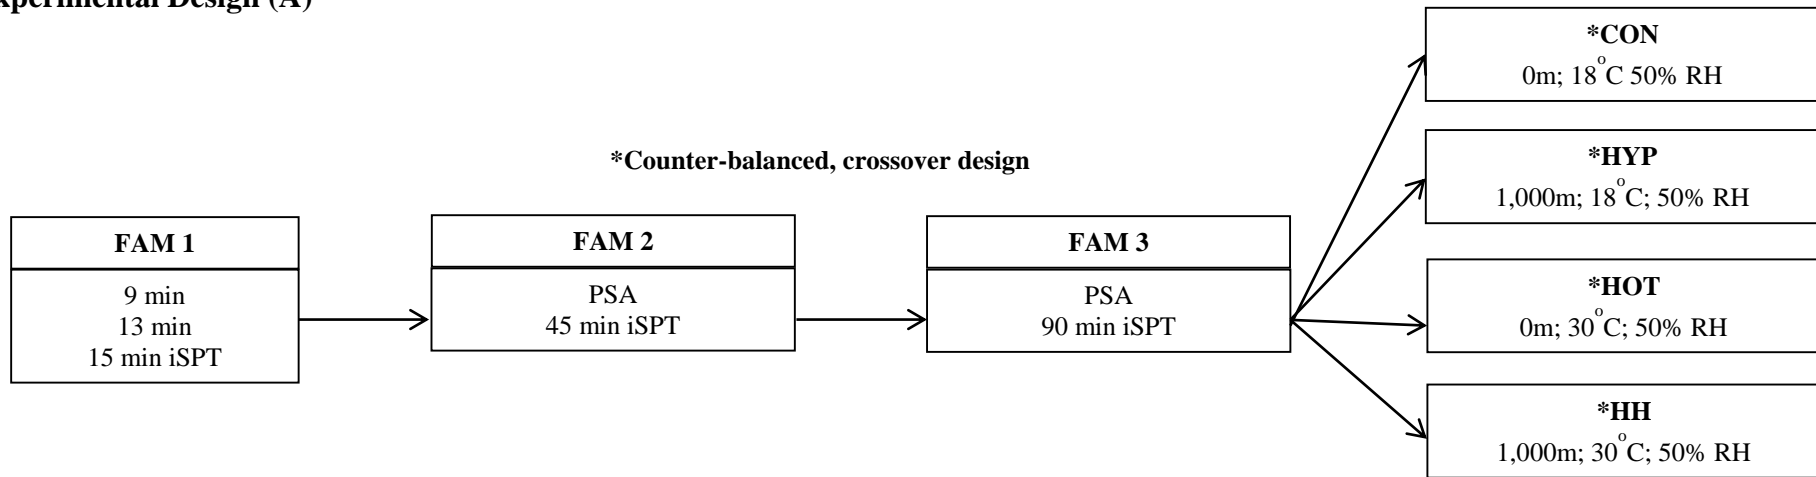 Experimental Design (A)
*Counter-balanced, crossover design
FAM 1
9 min
13 min
15 min iSPT
FAM 2
PSA
45 min iSPT
FAM 3
PSA
90 min iSPT
*CON
0m; 18°C 50% RH
*HYP
1,000m; 18°C; 50% RH
*HOT
0m; 30°C; 50% RH
*HH
1,000m; 30°C; 50% RH